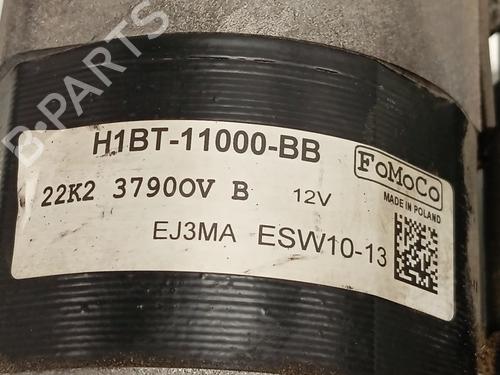 B-PARTS
H1BT-11000-BB
FoMoCo
MADE IN POLAND
22K2 37900V B 12V
EJ3MA ESW10-13